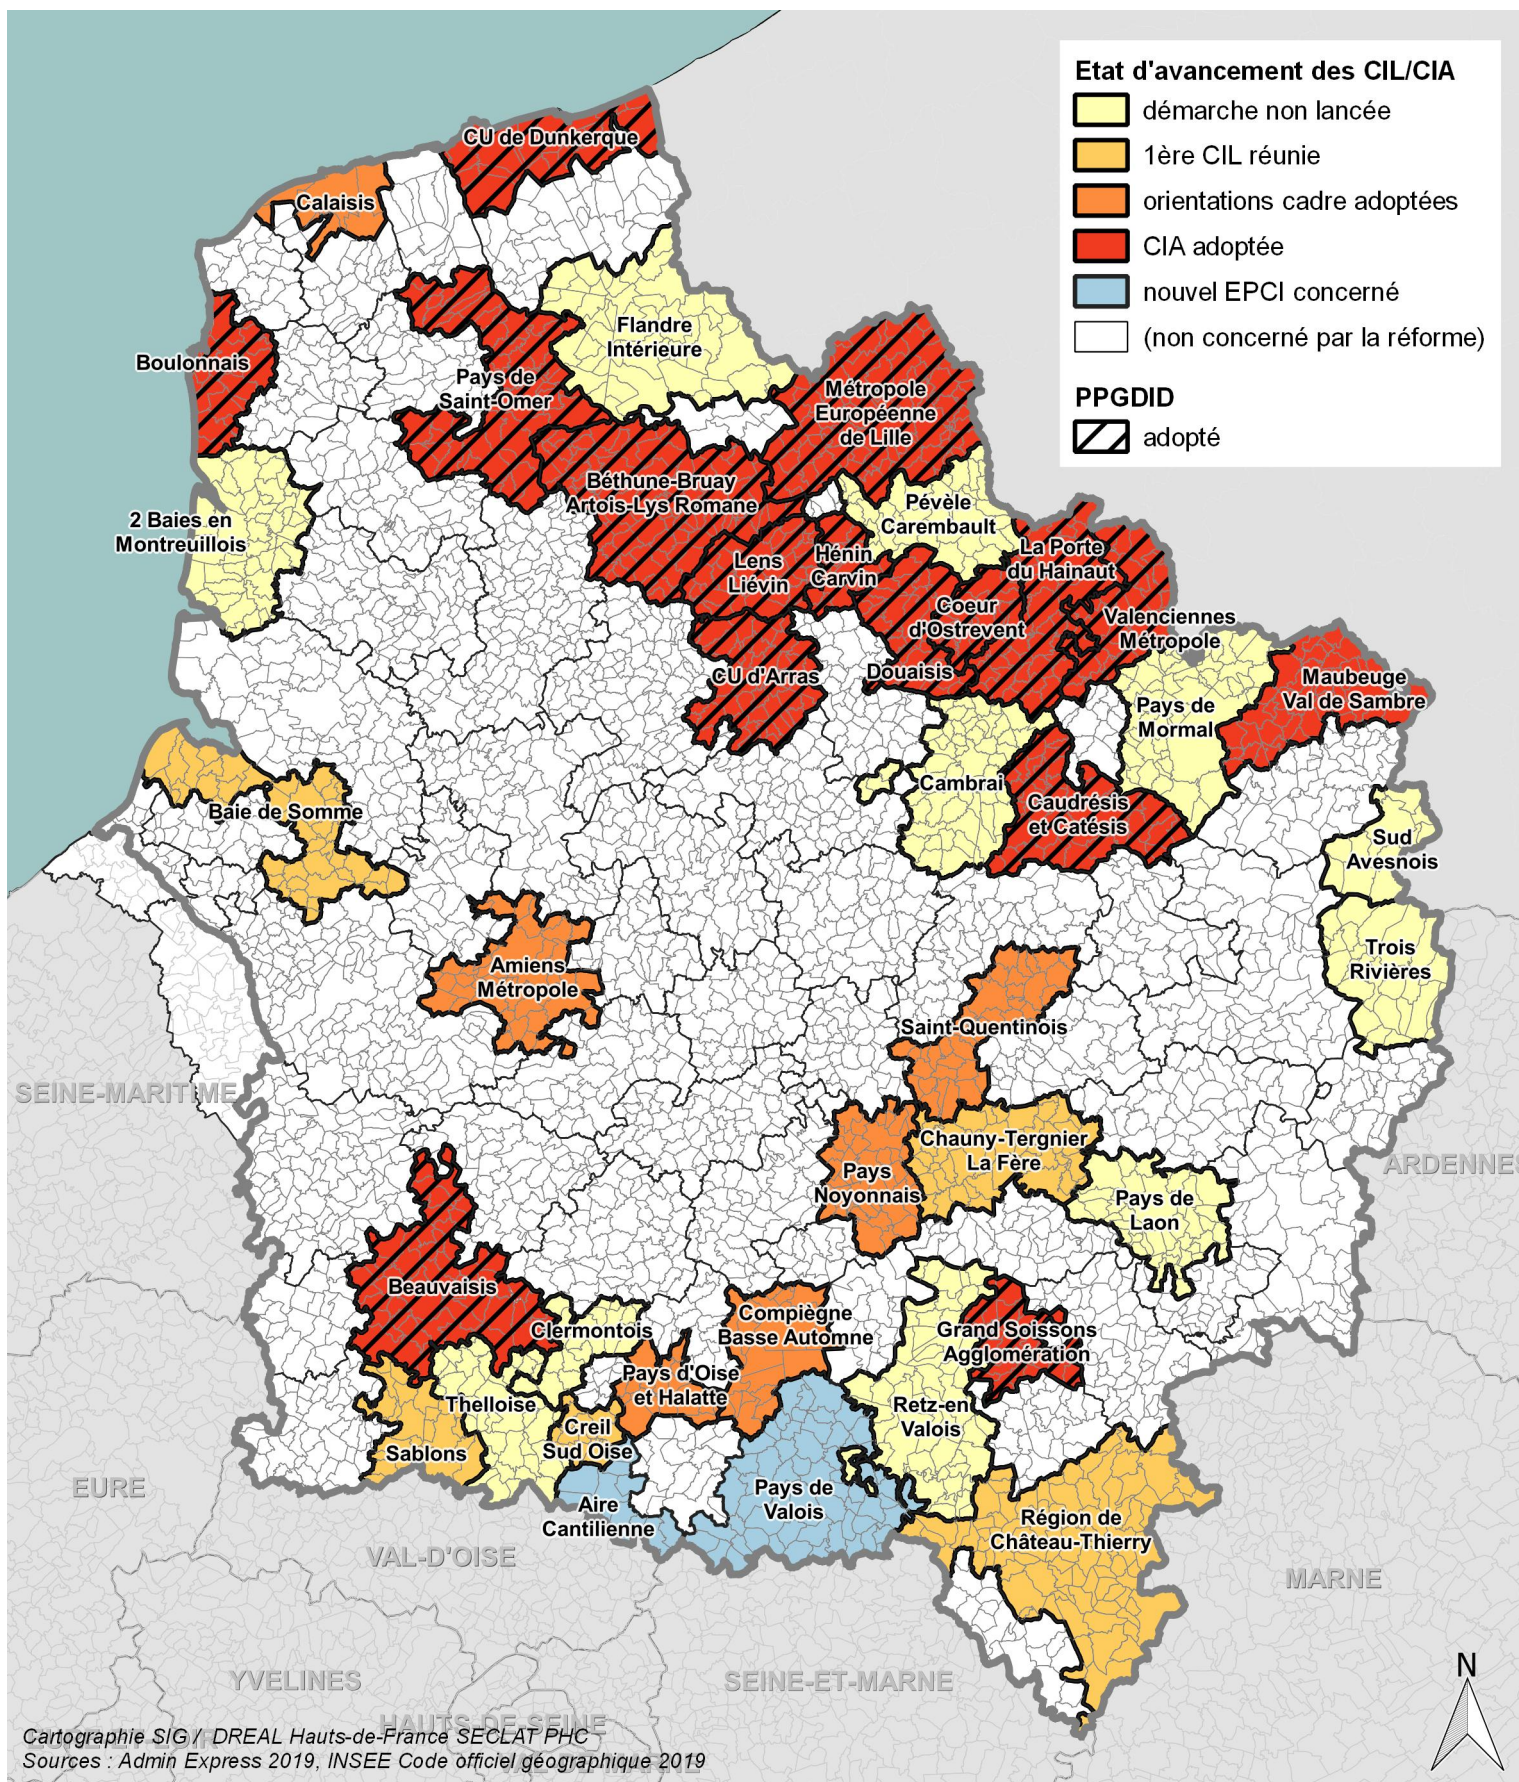 Etat d'avancement des CIL/CIA
démarche non lancée
1ère CIL réunie
orientations cadre adoptées
CIA adoptée
nouvel EPCI concerné
(non concerné par la réforme)
PPGDID
adopté
CU de Dunkerque
Calaisis
Flandre
Intérieure
Boulonnais
Pays de
Saint-Omer
Métropole
Européenne
de Lille
Béthune-Bruay
Artois-Lys Romane
Pévèle
Carembault
2 Baies en
Montreuillois
Lens
Liévin
Hénin
Carvin
La Porte
du Hainaut
Coeur
d'Ostrevent
Valenciennes
Métropole
Douaisis
CU d'Arras
Maubeuge
Val de Sambre
Pays de
Mormal
Cambrai
Caudrésis
et Catésis
Baie de Somme
Sud
Avesnois
Trois
Rivières
Amiens
Métropole
Saint-Quentinois
SEINE-MARITIME
Chauny-Tergnier
La Fère
Pays
Noyonnais
ARDENNES
Pays de
Laon
Beauvaisis
Clermontois
Compiègne
Basse Automne
Grand Soissons
Agglomération
Pays d'Oise
et Halatte
Thelloise
Retz-en
Valois
Creil
Sud Oise
Sablons
EURE
Pays de
Valois
Aire
Cantilienne
Région de
Château-Thierry
VAL-D'OISE
MARNE
YVELINES
SEINE-ET-MARNE
N
HAUTS-DE-SEINE
Cartographie SIG / DREAL Hauts-de-France SECLAT PHC
Sources : Admin Express 2019, INSEE Code officiel géographique 2019